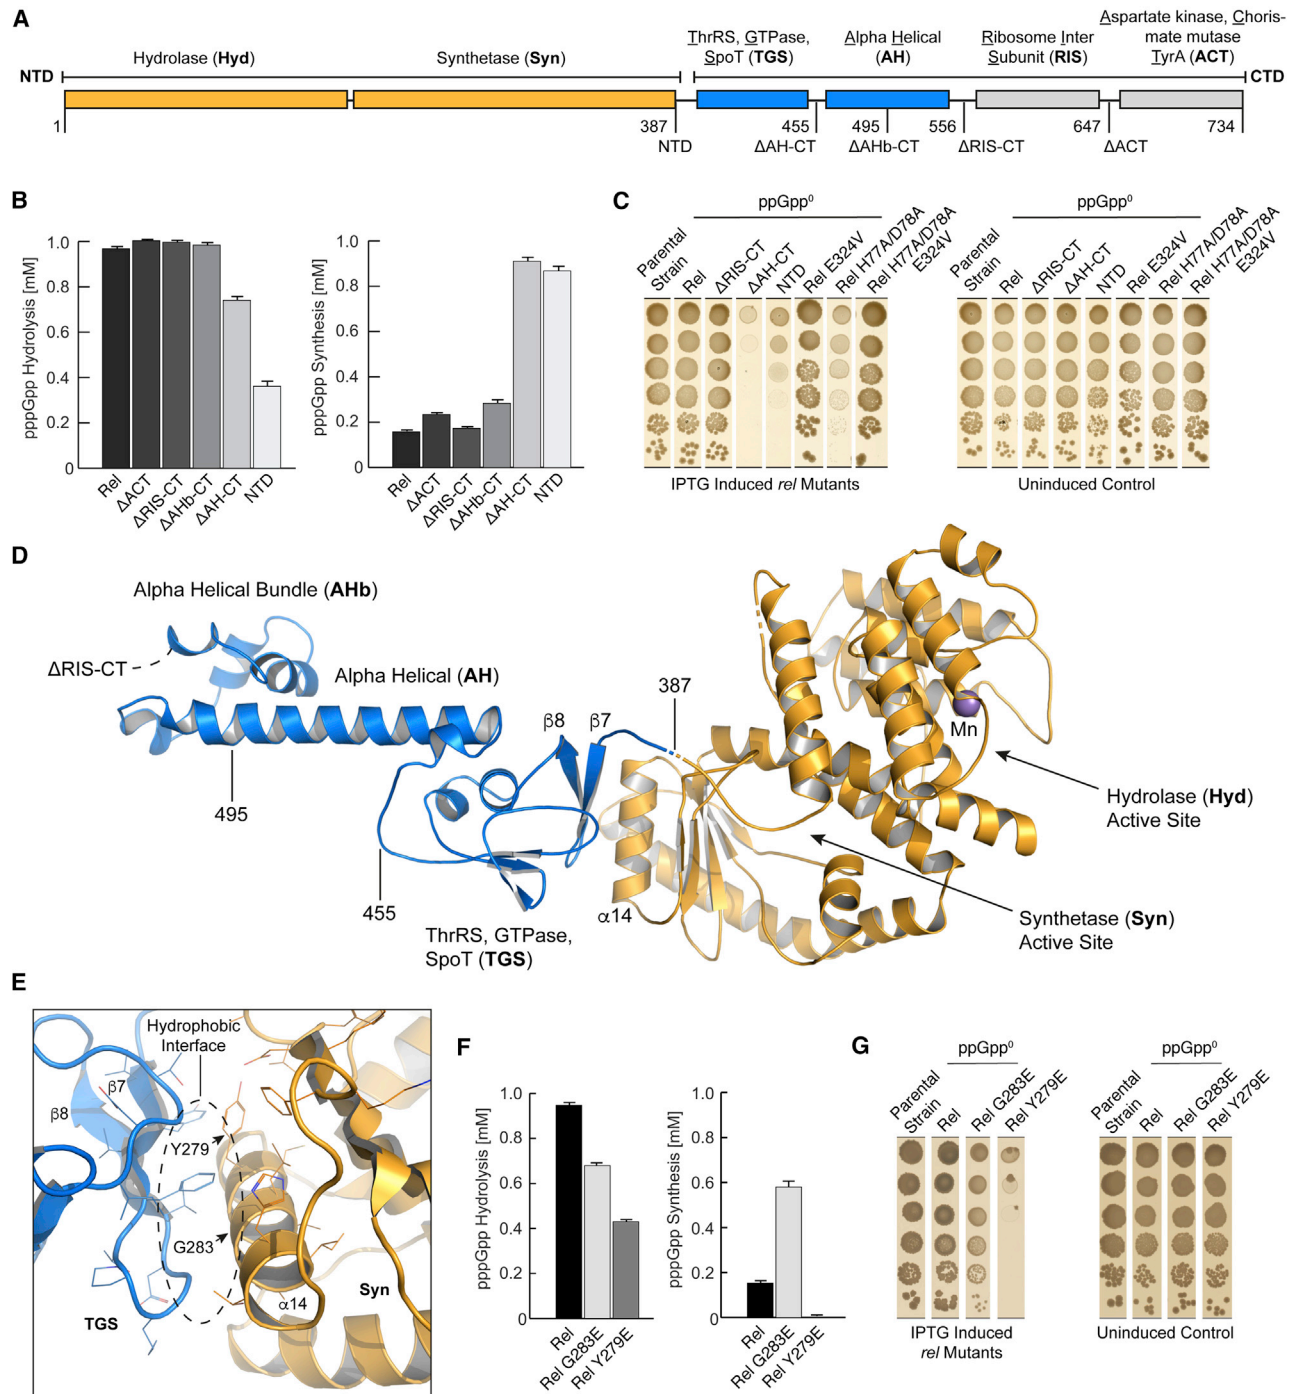 A
Hydrolase (Hyd)
Synthetase (Syn)
ThrRS, GTPase,
SpoT (TGS)
Alpha Helical
(AH)
Ribosome Inter
Subunit (RIS)
Aspartate kinase, Choris-
mate mutase
TyrA (ACT)
NTD
CTD
1
387
455
495
556
647
734
NTD
ΔAH-CT
ΔAHb-CT
ΔRIS-CT
ΔACT
B
pppGpp Hydrolysis [mM]
1.0
0.8
0.6
0.4
0.2
0
Rel
ΔACT
ΔRIS-CT
ΔAHb-CT
ΔAH-CT
NTD
pppGpp Synthesis [mM]
1.0
0.8
0.6
0.4
0.2
0
Rel
ΔACT
ΔRIS-CT
ΔAHb-CT
ΔAH-CT
NTD
C
ppGpp⁰
Parental
Strain
Rel
ΔRIS-CT
ΔAH-CT
NTD
Rel E324V
Rel H77A/D78A
Rel H77A/D78A
E324V
IPTG Induced rel Mutants
ppGpp⁰
Parental
Strain
Rel
ΔRIS-CT
ΔAH-CT
NTD
Rel E324V
Rel H77A/D78A
Rel H77A/D78A
E324V
Uninduced Control
D
Alpha Helical Bundle (AHb)
ΔRIS-CT
Alpha Helical (AH)
495
455
β8
β7
387
α14
ThrRS, GTPase,
SpoT (TGS)
Mn
Hydrolase (Hyd)
Active Site
Synthetase (Syn)
Active Site
E
Hydrophobic
Interface
β7
β8
Y279
G283
α14
Syn
TGS
F
pppGpp Hydrolysis [mM]
1.0
0.8
0.6
0.4
0.2
0
Rel
Rel G283E
Rel Y279E
pppGpp Synthesis [mM]
1.0
0.8
0.6
0.4
0.2
0
Rel
Rel G283E
Rel Y279E
G
ppGpp⁰
Parental
Strain
Rel
Rel G283E
Rel Y279E
IPTG Induced
rel Mutants
ppGpp⁰
Parental
Strain
Rel
Rel G283E
Rel Y279E
Uninduced Control